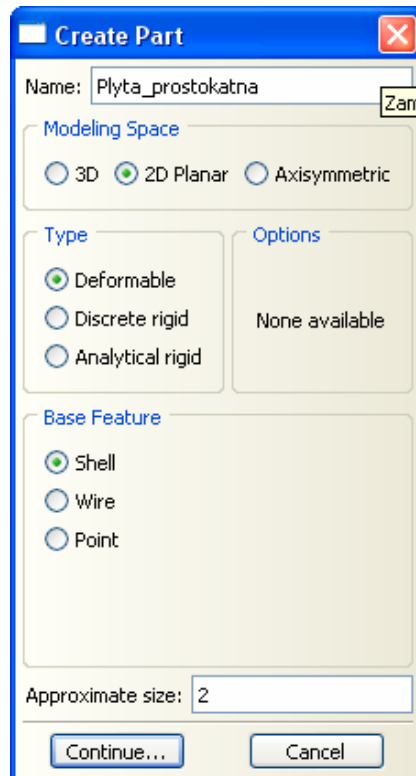 Create Part
Name: Plyta_prostokatna
Zam
Modeling Space
3D 2D Planar Axisymmetric
Type
Options
Deformable
Discrete rigid
None available
Analytical rigid
Base Feature
Shell
Wire
Point
Approximate size: 2
Continue... Cancel